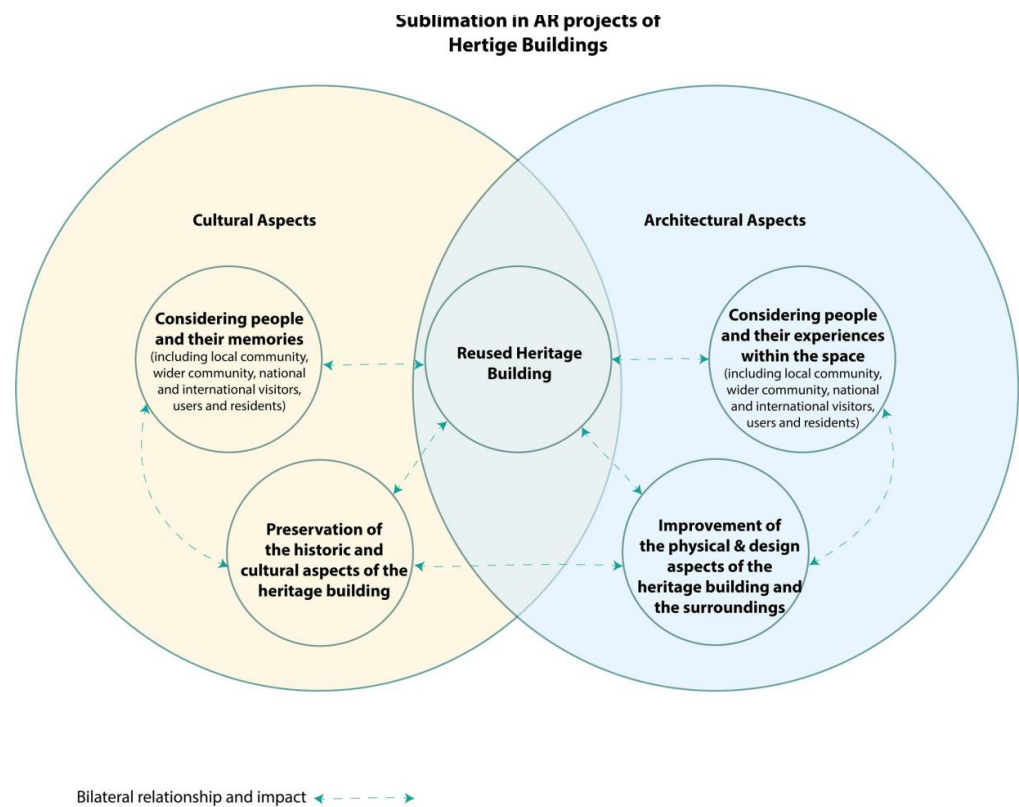 Sublimation in AR projects of
Hertige Buildings
Cultural Aspects
Architectural Aspects
Considering people
and their memories
(including local community,
wider community, national
and international visitors,
users and residents)
Reused Heritage
Building
Considering people
and their experiences
within the space
(including local community,
wider community, national
and international visitors,
users and residents)
Preservation of
the historic and
cultural aspects of the
heritage building
Improvement of
the physical & design
aspects of the
heritage building and
the surroundings
Bilateral relationship and impact